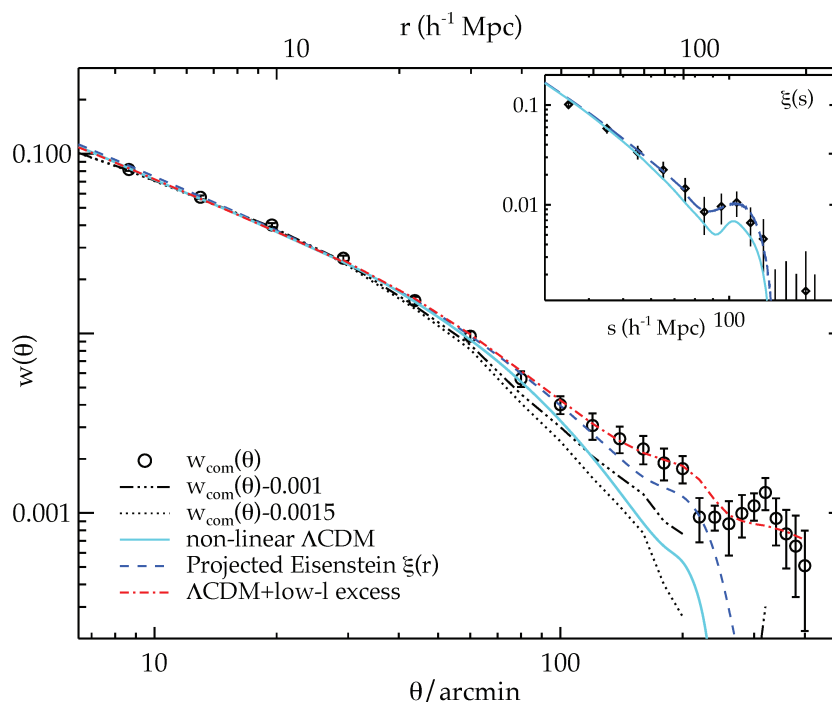 r (h⁻¹ Mpc)
10 100
ξ(s)
0.1
0.01
100
s (h⁻¹ Mpc)
0.100
0.001
w(θ)
w_com(θ)
w_com(θ)-0.001
w_com(θ)-0.0015
non-linear ΛCDM
Projected Eisenstein ξ(r)
ΛCDM+low-l excess
10 100
θ/arcmin